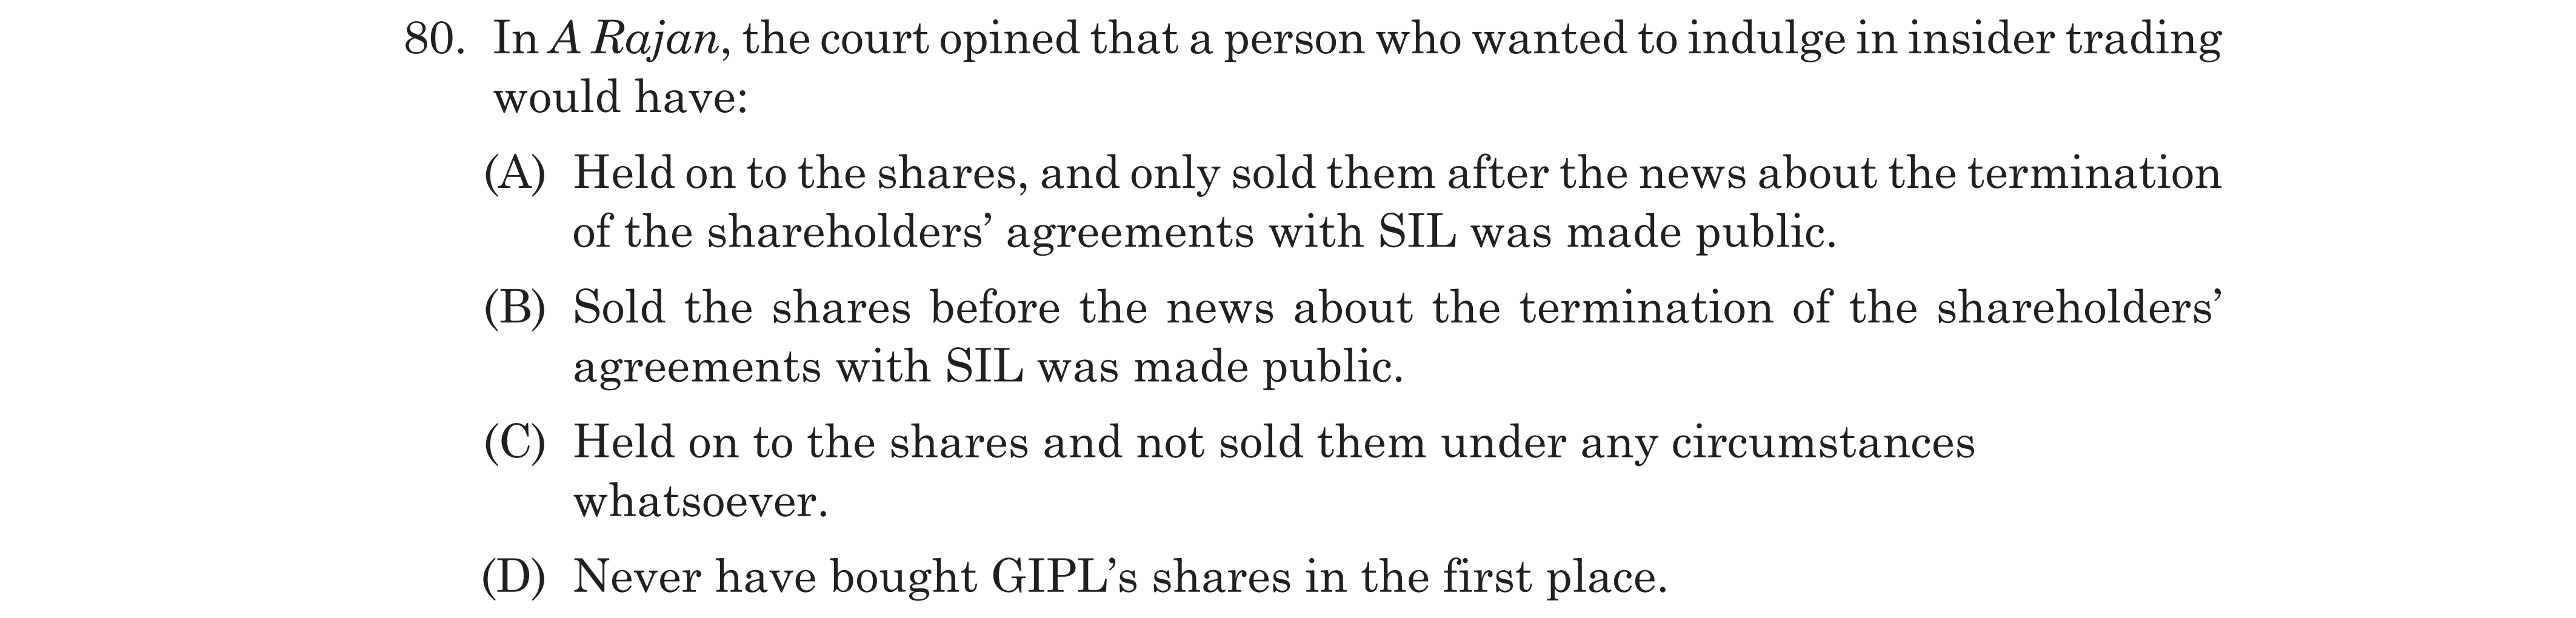 80. In A Rajan, the court opined that a person who wanted to indulge in insider trading
would have:
(A) Held on to the shares, and only sold them after the news about the termination
of the shareholders’ agreements with SIL was made public.
(B) Sold the shares before the news about the termination of the shareholders’
agreements with SIL was made public.
(C) Held on to the shares and not sold them under any circumstances
whatsoever.
(D) Never have bought GIPL’s shares in the first place.